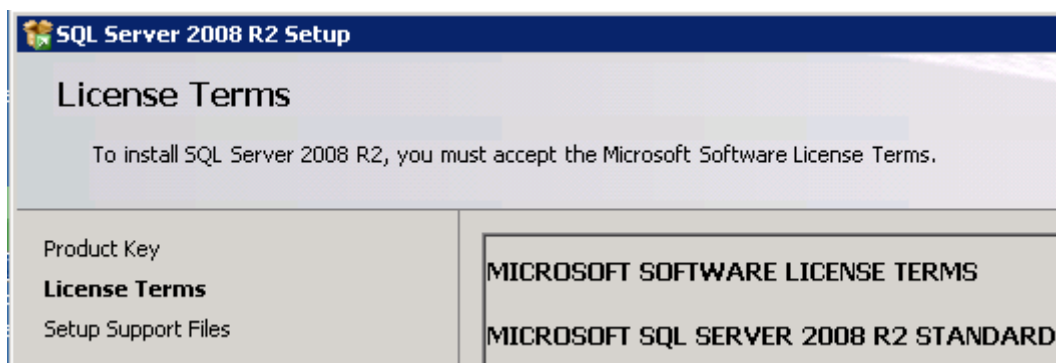 SQL Server 2008 R2 Setup
License Terms
To install SQL Server 2008 R2, you must accept the Microsoft Software License Terms.
Product Key
License Terms
Setup Support Files
MICROSOFT SOFTWARE LICENSE TERMS
MICROSOFT SQL SERVER 2008 R2 STANDARD